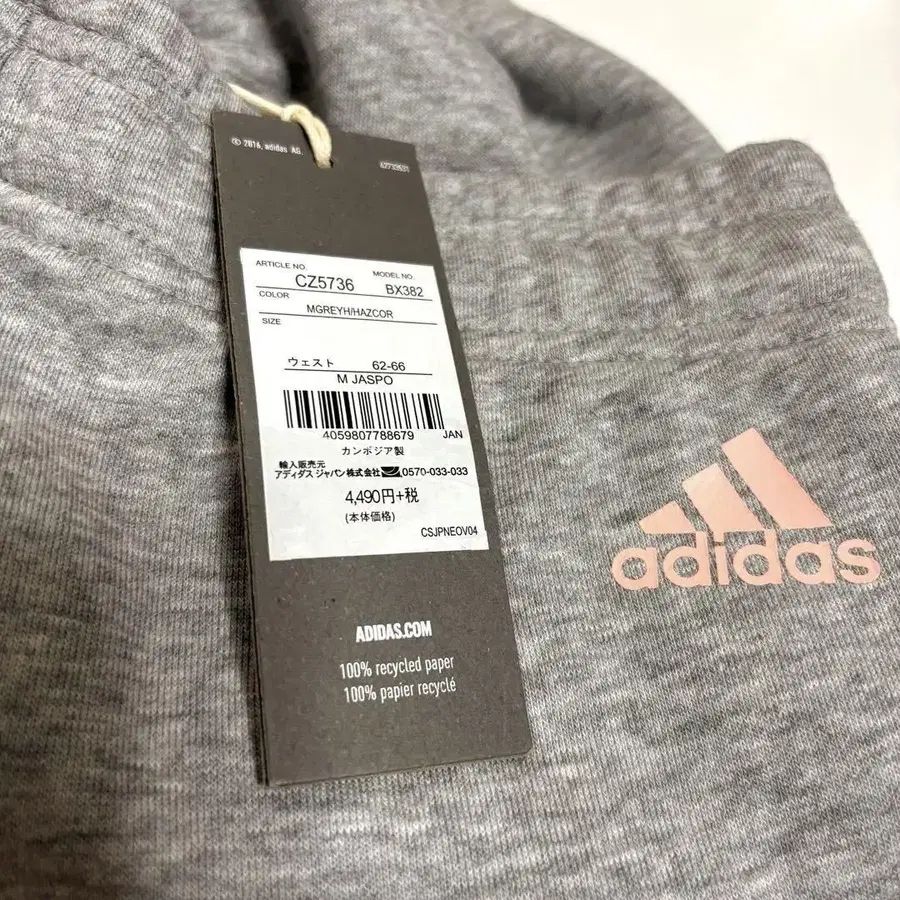 © 2016, adidas AG.
ARTICLE NO. CZ5736 MODEL NO. BX382
COLOR MGREYH/HAZCOR
SIZE
ウェスト 62-66
M JASPO
4059807788679 JAN
カンボジア製
輸入販売元
アディダス ジャパン株式会社 0570-033-033
4,490円+税
(本体価格)
CSJPNEOV04
ADIDAS.COM
100% recycled paper
100% papier recyclé
adidas